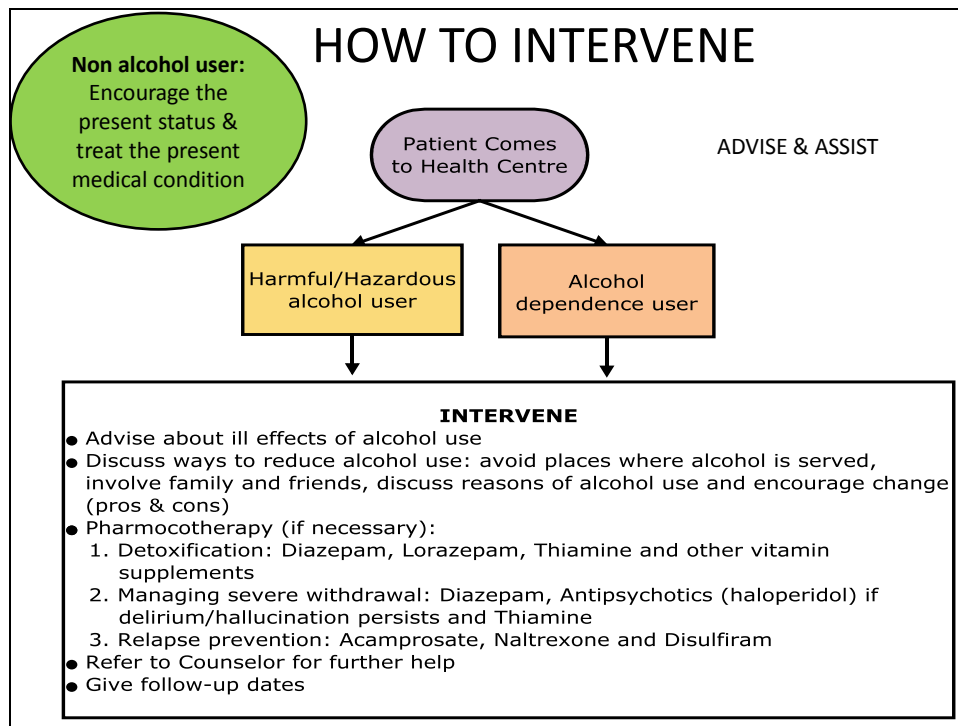 HOW TO INTERVENE
Non alcohol user:
Encourage the
present status &
treat the present
medical condition
Patient Comes
to Health Centre
ADVISE & ASSIST
Harmful/Hazardous
alcohol user
Alcohol
dependence user
INTERVENE
● Advise about ill effects of alcohol use
● Discuss ways to reduce alcohol use: avoid places where alcohol is served,
involve family and friends, discuss reasons of alcohol use and encourage change
(pros & cons)
● Pharmocotherapy (if necessary):
1. Detoxification: Diazepam, Lorazepam, Thiamine and other vitamin
supplements
2. Managing severe withdrawal: Diazepam, Antipsychotics (haloperidol) if
delirium/hallucination persists and Thiamine
3. Relapse prevention: Acamprosate, Naltrexone and Disulfiram
● Refer to Counselor for further help
● Give follow-up dates